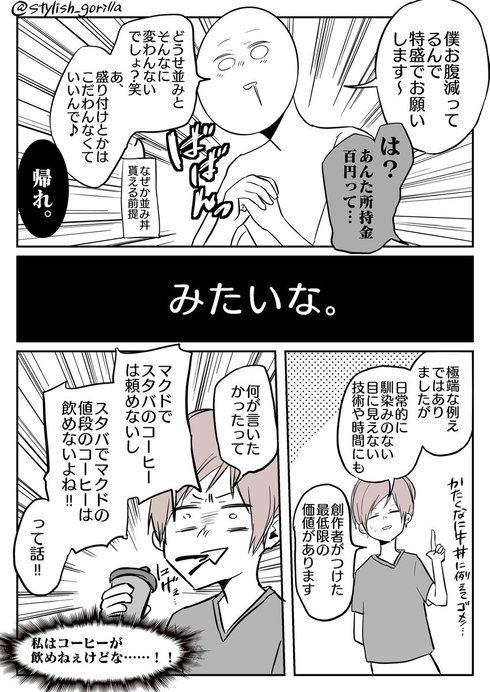 @stylish_gorilla
僕お腹減って
るんで
特盛でお願い
します〜
どうせ並みと
そんなに
変わんない
でしょ?笑
あ、
盛り付けとかは
こだわんなくて
いいんで♪
は?
あんた所持金
百円って…
ばばん
なぜか並み丼
貰える前提
帰れ。
みたいな。
極端な例え
ではあり
ましたが
日常的に
馴染みのない
目に見えない
技術や時間にも
創作者がつけた
最低限の
価値があります
かたくなに牛丼に例えてゴメン…
何が言いた
かったって
マクドで
スタバのコーヒー
は頼めないし
スタバでマクドの
値段のコーヒーは
飲めないよね!!
って話!!
私はコーヒーが
飲めねぇけどな……!!